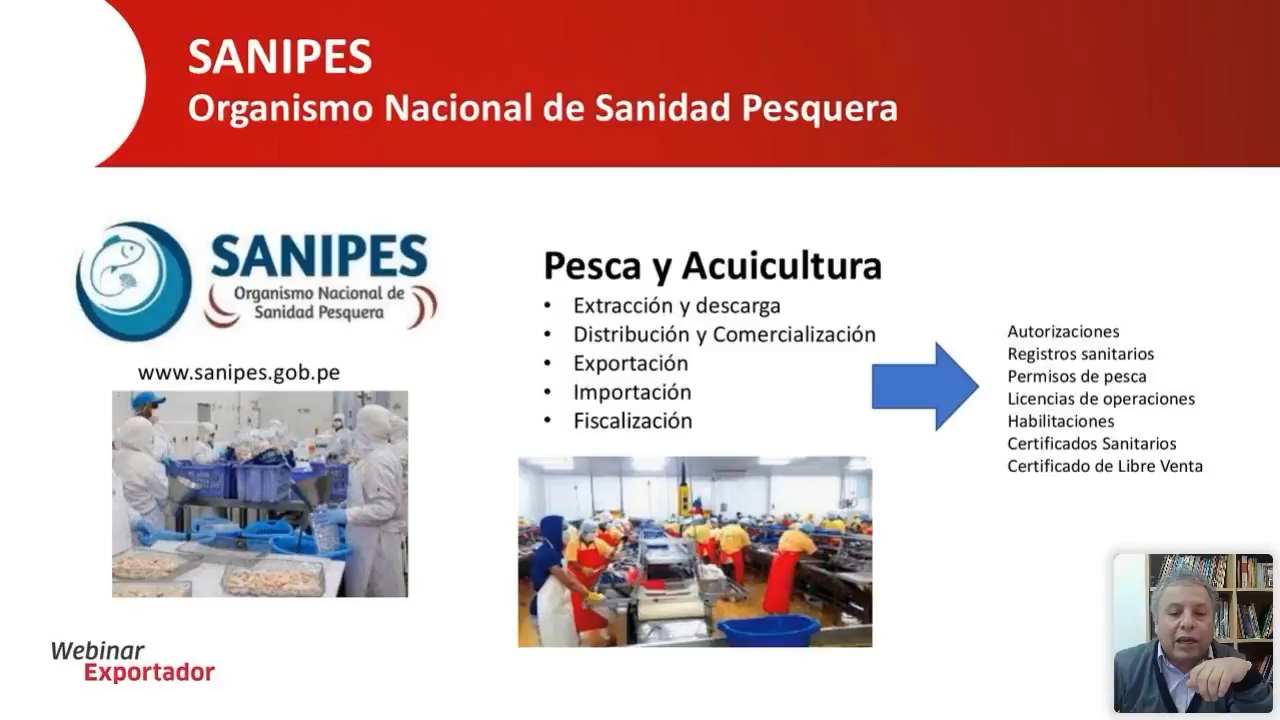 SANIPES
Organismo Nacional de Sanidad Pesquera
SANIPES
Organismo Nacional de
Sanidad Pesquera
www.sanipes.gob.pe
Pesca y Acuicultura
• Extracción y descarga
• Distribución y Comercialización
• Exportación
• Importación
• Fiscalización
Autorizaciones
Registros sanitarios
Permisos de pesca
Licencias de operaciones
Habilitaciones
Certificados Sanitarios
Certificado de Libre Venta
Webinar
Exportador